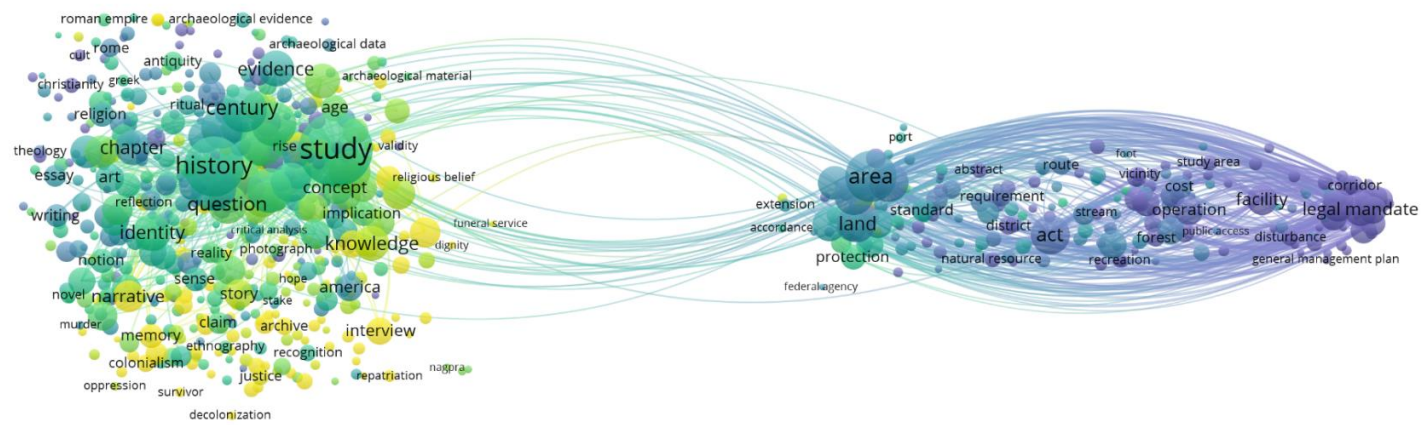 roman empire
archaeological evidence
cult
rome
archaeological data
antiquity
evidence
archaeological material
christianity
greek
ritual
century
age
religion
theology
chapter
history
rise
study
validity
essay
art
concept
religious belief
reflection
question
implication
writing
identity
critical analysis
funeral service
notion
reality
photograph
knowledge
dignity
sense
hope
america
novel
narrative
story
stake
murder
memory
claim
archive
interview
colonialism
ethnography
recognition
nagpra
oppression
survivor
justice
repatriation
decolonization
port
area
abstract
route
foot
vicinity
study area
corridor
extension
standard
requirement
cost
facility
accordance
land
district
stream
operation
legal mandate
act
forest
public access
disturbance
protection
natural resource
recreation
general management plan
federal agency